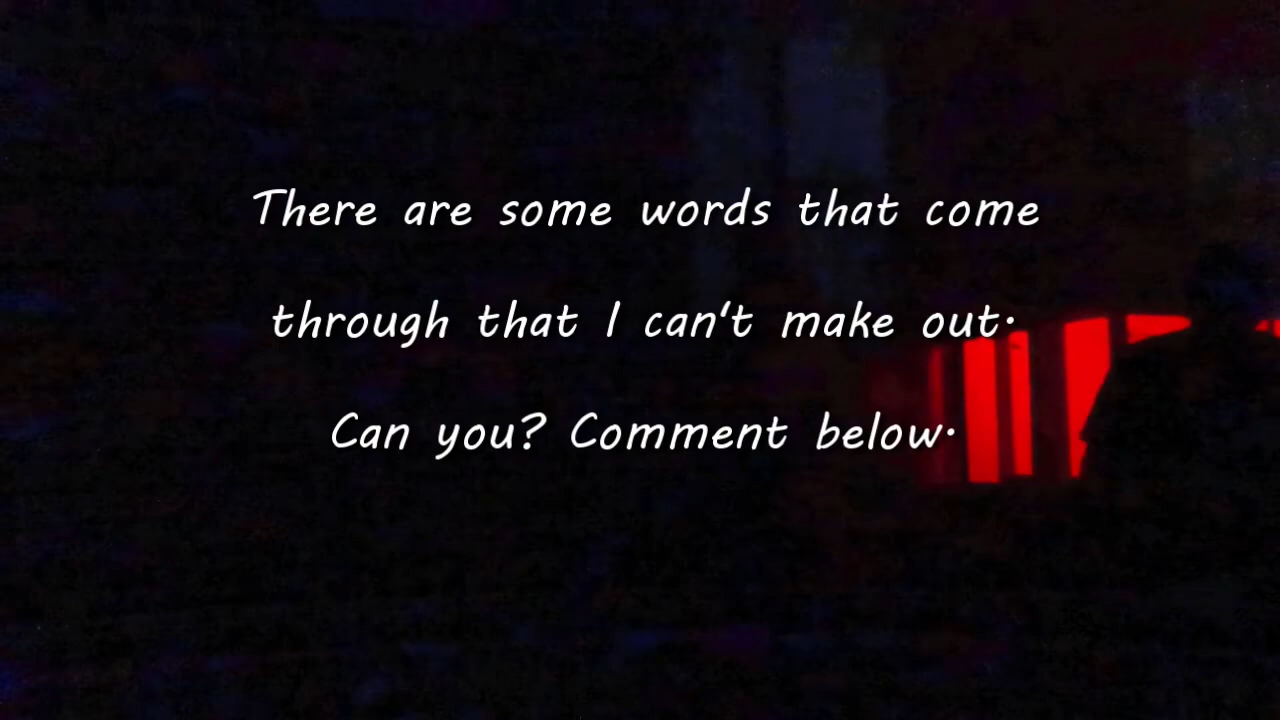 There are some words that come
through that I can't make out.
Can you? Comment below.